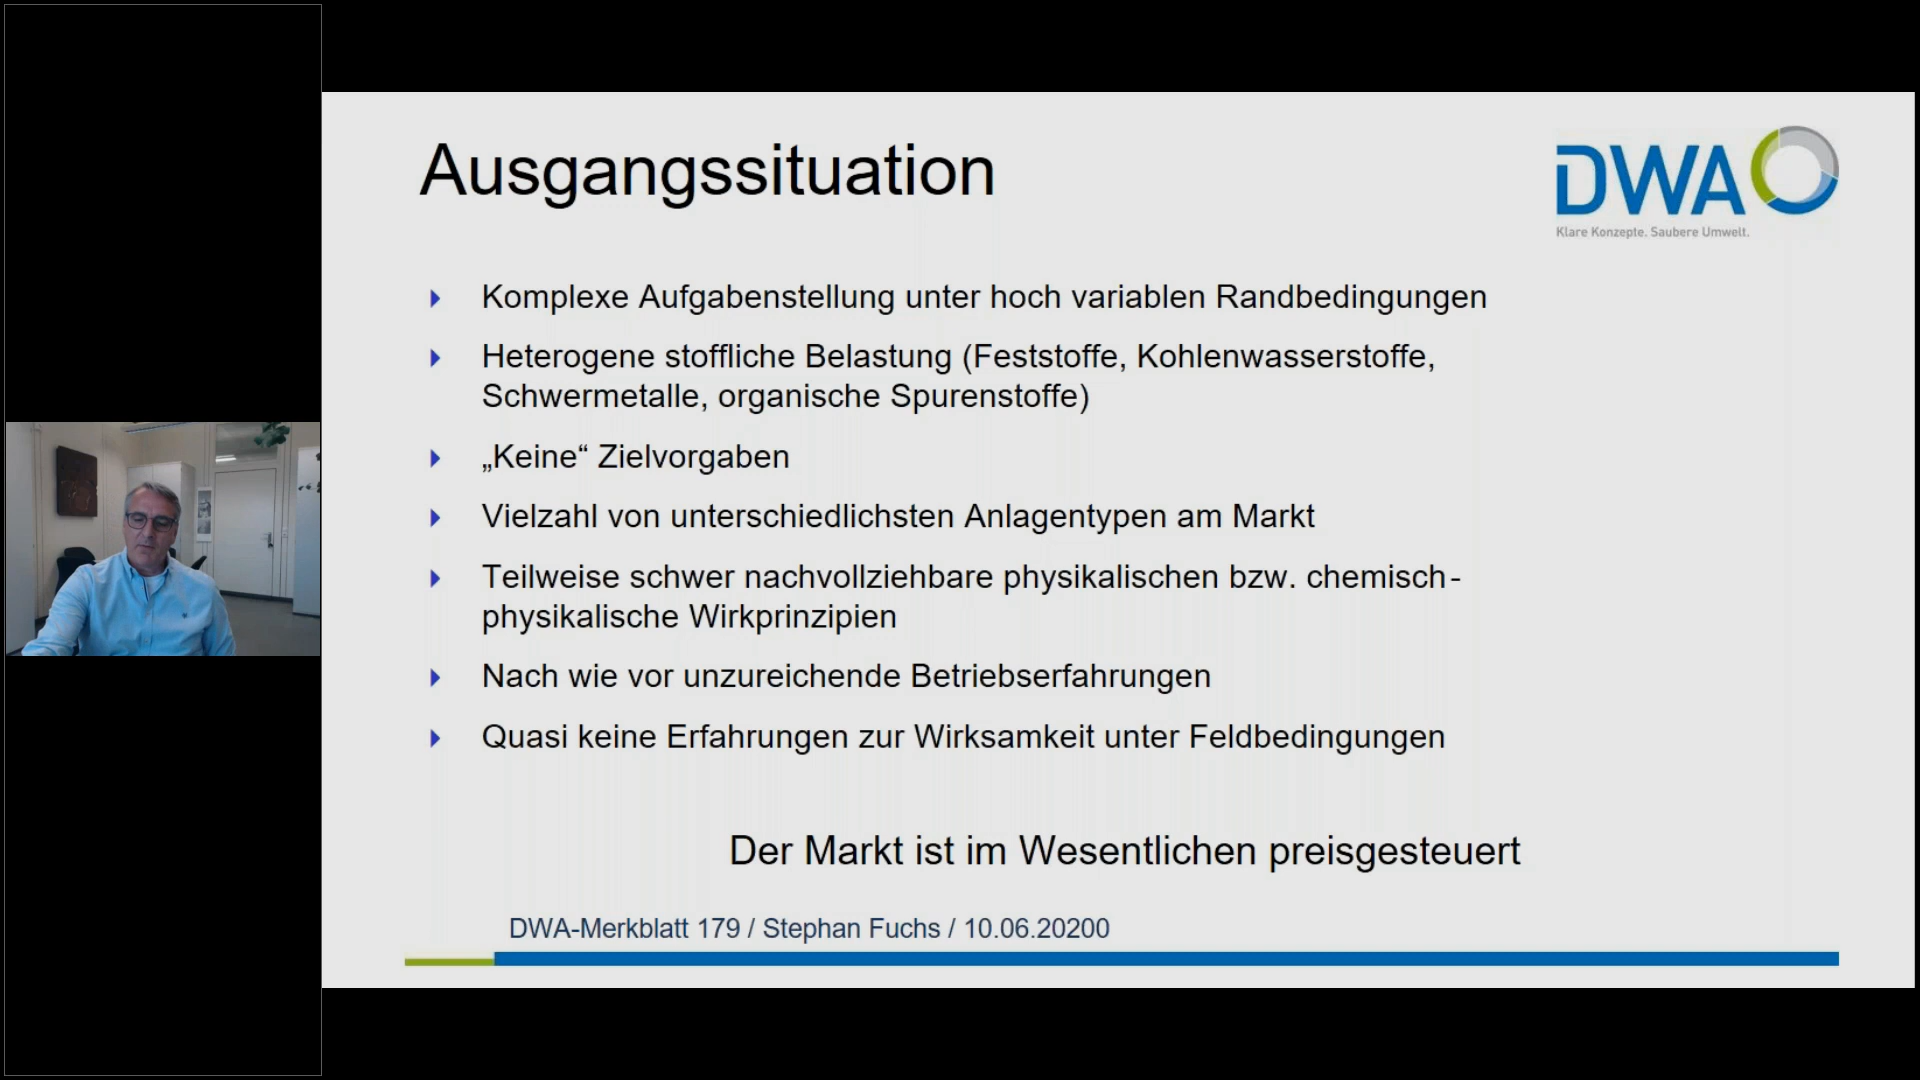 Ausgangssituation
DWA
Klare Konzepte. Saubere Umwelt.
Komplexe Aufgabenstellung unter hoch variablen Randbedingungen
Heterogene stoffliche Belastung (Feststoffe, Kohlenwasserstoffe,
Schwermetalle, organische Spurenstoffe)
„Keine“ Zielvorgaben
Vielzahl von unterschiedlichsten Anlagentypen am Markt
Teilweise schwer nachvollziehbare physikalischen bzw. chemisch-
physikalische Wirkprinzipien
Nach wie vor unzureichende Betriebserfahrungen
Quasi keine Erfahrungen zur Wirksamkeit unter Feldbedingungen
Der Markt ist im Wesentlichen preisgesteuert
DWA-Merkblatt 179 / Stephan Fuchs / 10.06.20200